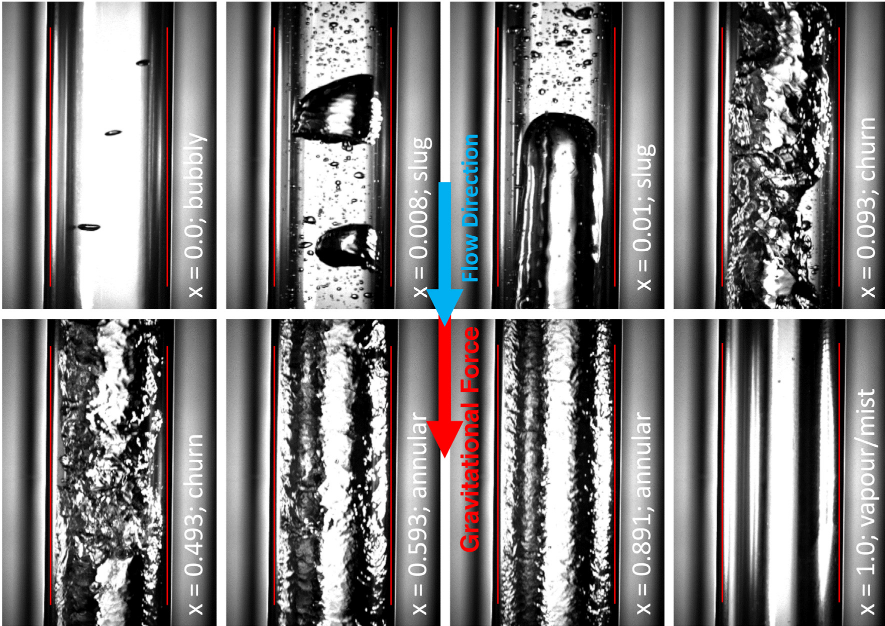 x = 0.0; bubbly
x = 0.008; slug
Flow Direction
x = 0.01; slug
x = 0.093; churn
x = 0.493; churn
x = 0.593; annular
Gravitational Force
x = 0.891; annular
x = 1.0; vapour/mist